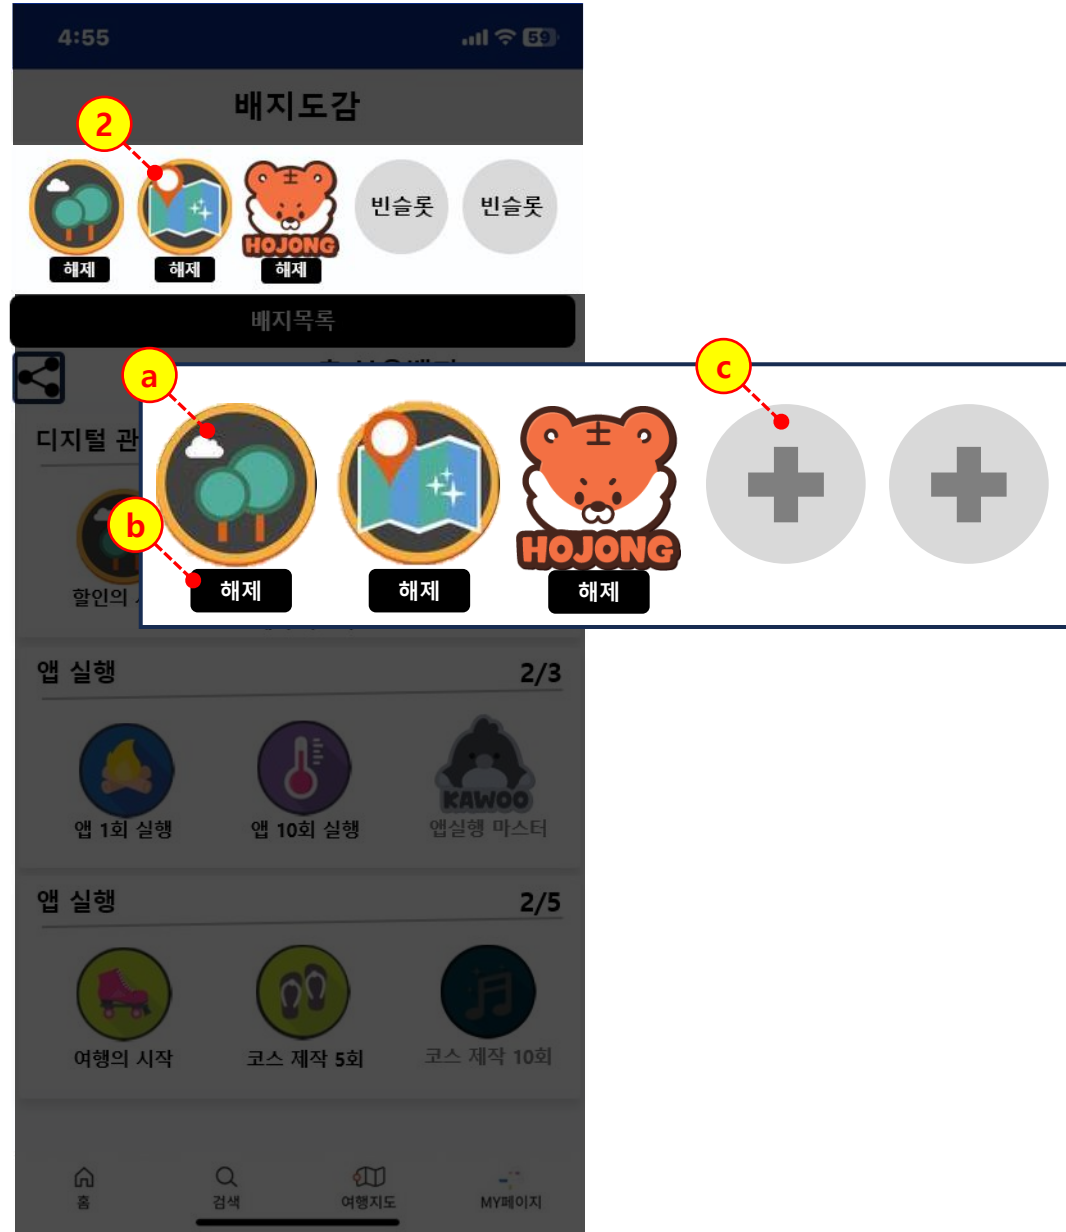 4:55
59
배지도감
2
빈슬롯
빈슬롯
HOJONG
해제
해제
해제
배지목록
a
c
디지털 관
b
HOJONG
해제
해제
해제
할인의
앱 실행
2/3
KAWOO
앱 1회 실행
앱 10회 실행
앱실행 마스터
앱 실행
2/5
여행의 시작
코스 제작 5회
코스 제작 10회
홈
검색
여행지도
MY페이지